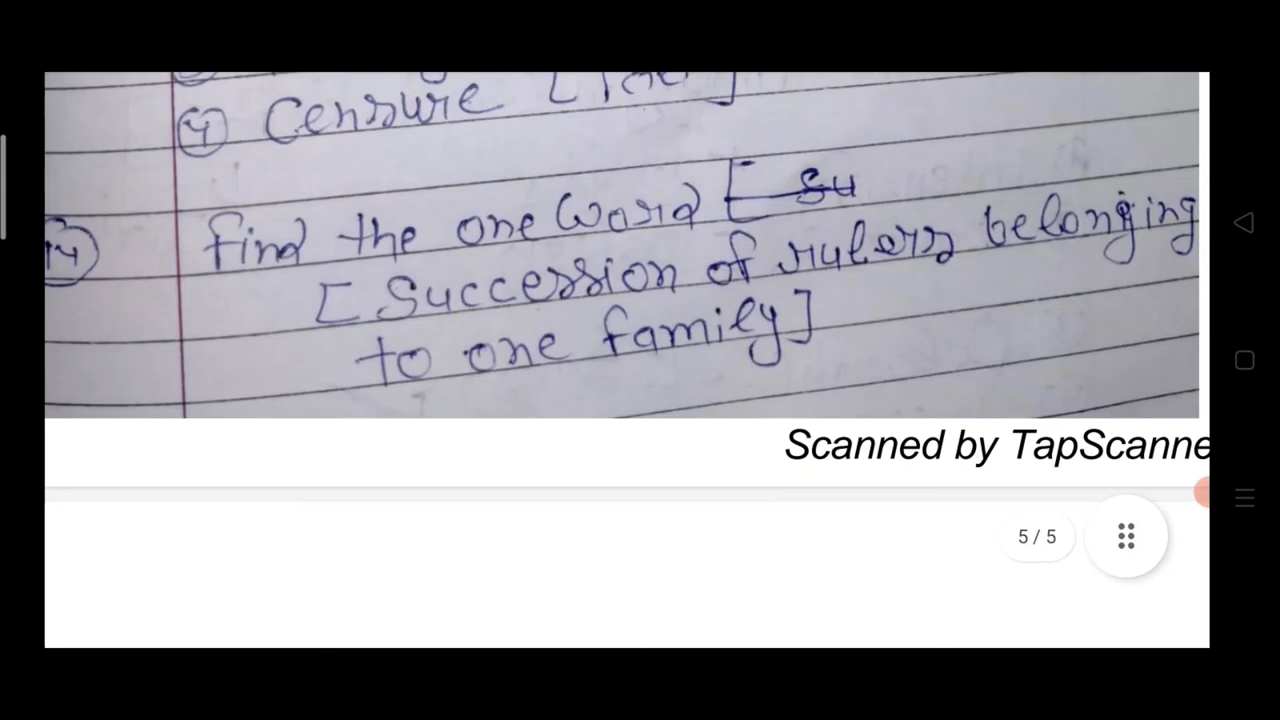 ④ Censure [
14 find the one word [ Su
[ Succession of rulers belonging
to one family]
Scanned by TapScanne
5 / 5